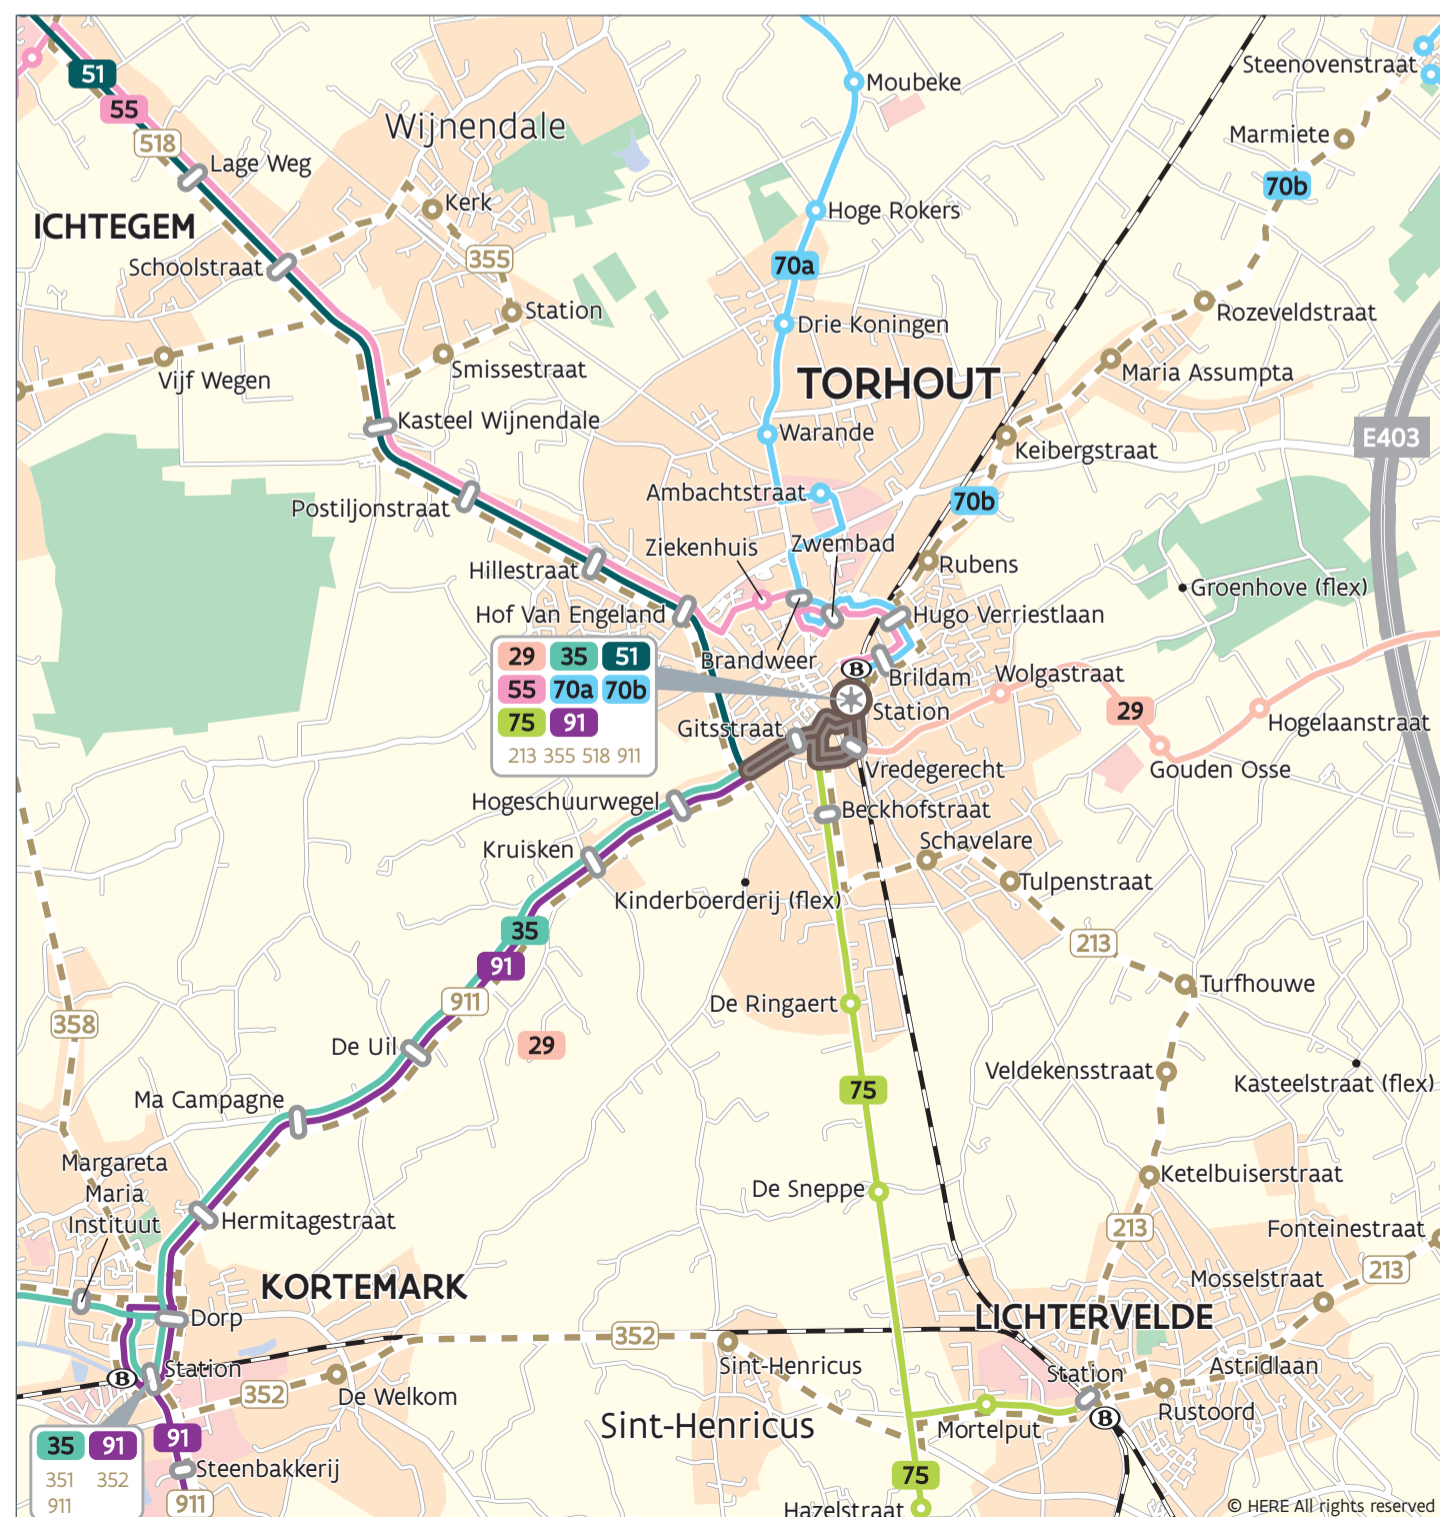 51
55
518
Lage Weg
Wijnendale
Moubeke
Steenovenstraat
Marmiete
70b
Kerk
Hoge Rokers
ICHTEGEM
Schoolstraat
355
70a
Station
Drie Koningen
Rozeveldstraat
Vijf Wegen
Smissestraat
TORHOUT
Maria Assumpta
Kasteel Wijnendale
Warande
Keibergstraat
E403
Postiljonstraat
Ambachtstraat
70b
Ziekenhuis
Zwembad
Hillestraat
Rubens
Groenhove (flex)
Hof Van Engeland
Hugo Verriestlaan
29 35 51
55 70a 70b
75 91
213 355 518 911
Brandweer
B
Brildam
Wolgastraat
Station
29
Hogelaanstraat
Gitsstraat
Vredegerecht
Gouden Osse
Hogeschuurwegel
Beckhofstraat
Kruisken
Schavelare
Kinderboerderij (flex)
Tulpenstraat
35
91
213
911
Turfhouwe
De Ringaert
358
De Uil
29
Veldekensstraat
Kasteelstraat (flex)
75
Ma Campagne
Margareta
Maria
Instituut
De Sneppe
Ketelbuiserstraat
Hermitagestraat
213
Fonteinestraat
213
KORTEMARK
Mosselstraat
LICHTERVELDE
Dorp
352
Station
B
Sint-Henricus
Station
Astridlaan
352
De Welkom
Rustoord
Sint-Henricus
Mortelput
B
35 91
351 352
911
91
Steenbakkerij
911
75
Hazelstraat
© HERE All rights reserved